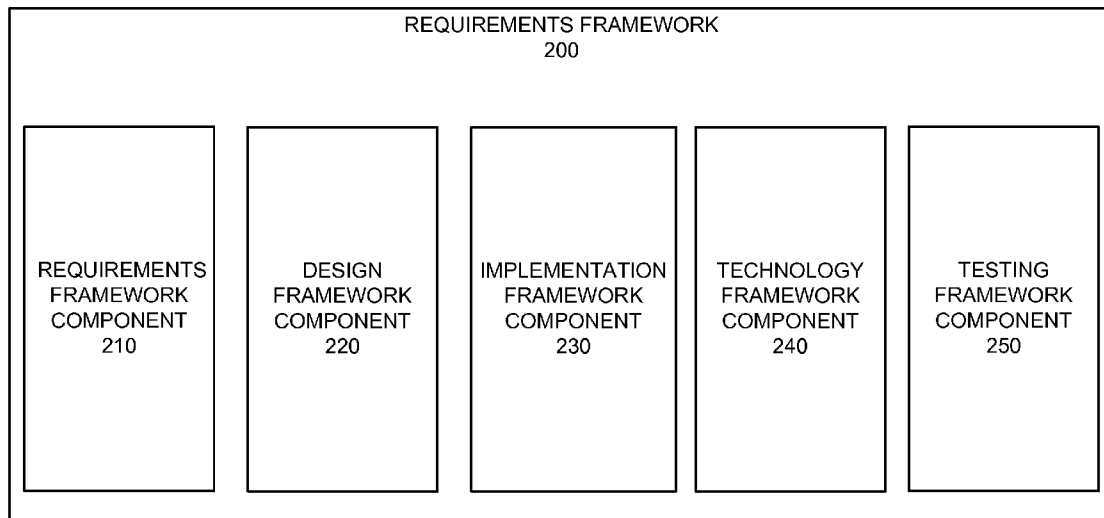 REQUIREMENTS FRAMEWORK
200
REQUIREMENTS
FRAMEWORK
COMPONENT
210
DESIGN
FRAMEWORK
COMPONENT
220
IMPLEMENTATION
FRAMEWORK
COMPONENT
230
TECHNOLOGY
FRAMEWORK
COMPONENT
240
TESTING
FRAMEWORK
COMPONENT
250